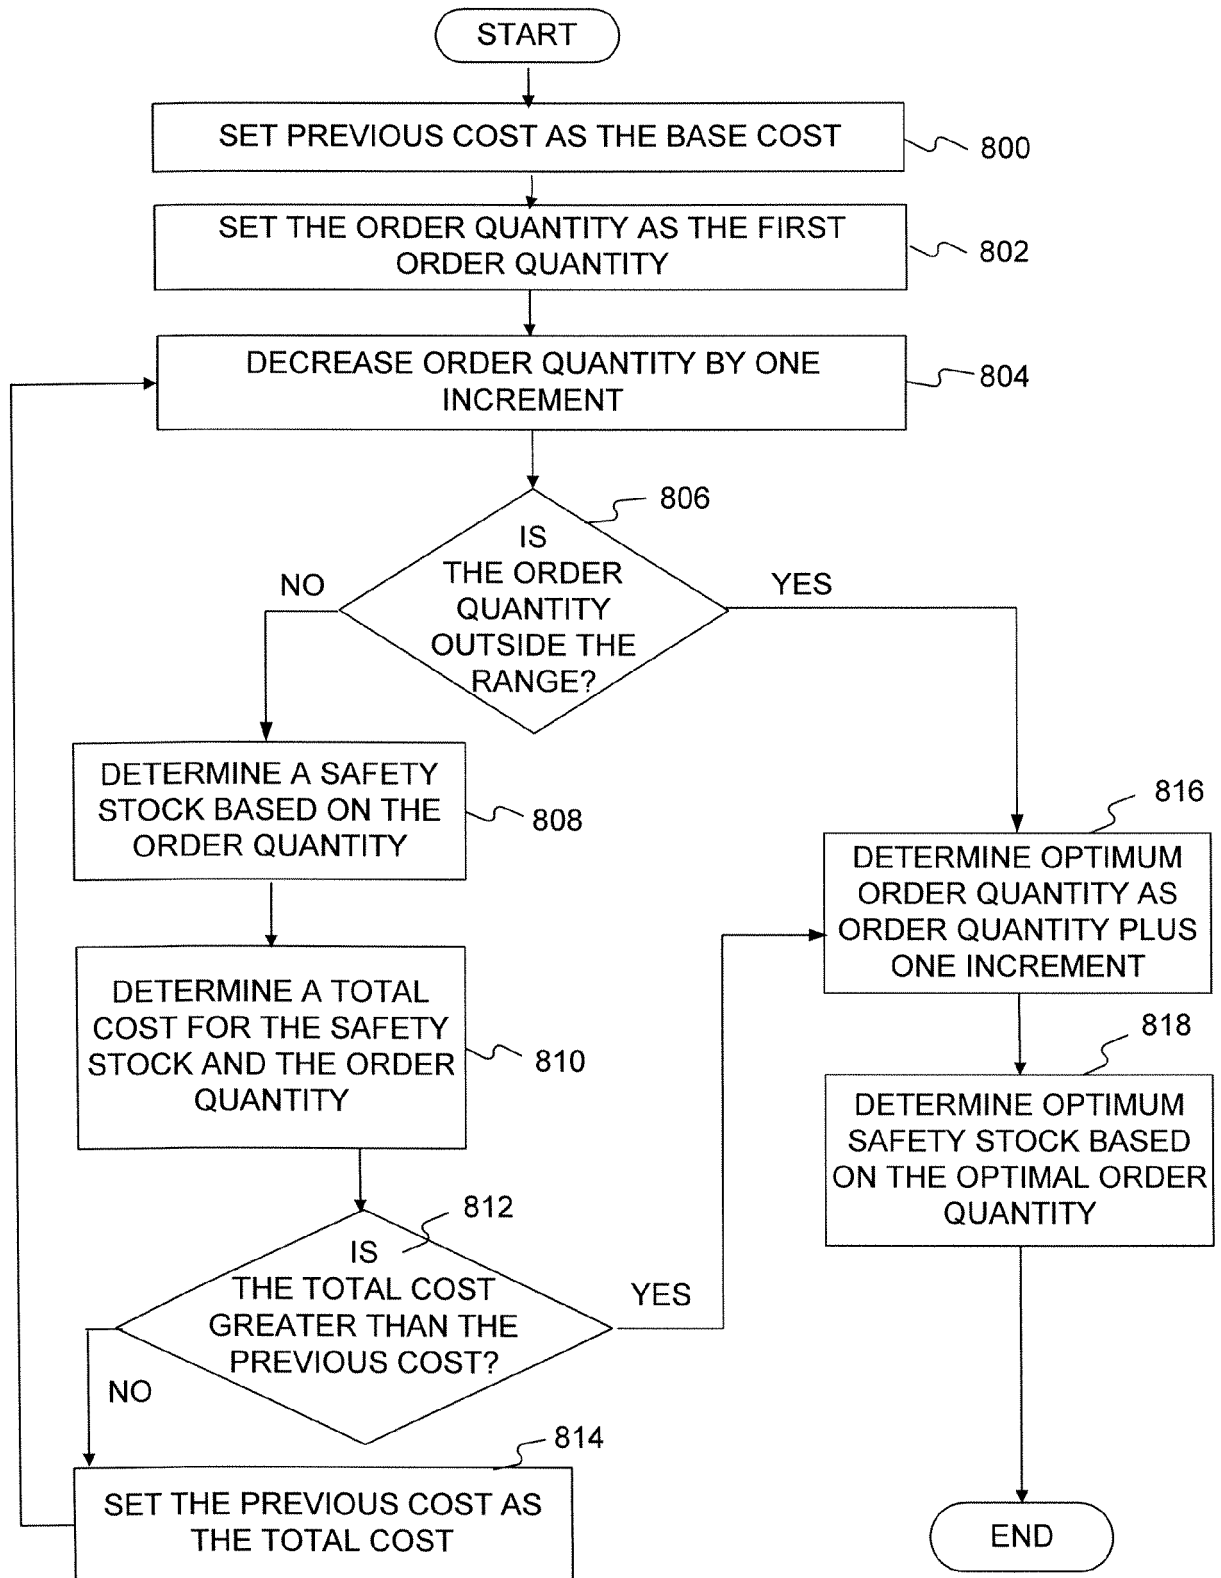 START
SET PREVIOUS COST AS THE BASE COST
800
SET THE ORDER QUANTITY AS THE FIRST
ORDER QUANTITY
802
DECREASE ORDER QUANTITY BY ONE
INCREMENT
804
806
IS
THE ORDER
QUANTITY
OUTSIDE THE
RANGE?
NO
YES
DETERMINE A SAFETY
STOCK BASED ON THE
ORDER QUANTITY
808
816
DETERMINE OPTIMUM
ORDER QUANTITY AS
ORDER QUANTITY PLUS
ONE INCREMENT
DETERMINE A TOTAL
COST FOR THE SAFETY
STOCK AND THE ORDER
QUANTITY
810
818
DETERMINE OPTIMUM
SAFETY STOCK BASED
ON THE OPTIMAL ORDER
QUANTITY
812
IS
THE TOTAL COST
GREATER THAN THE
PREVIOUS COST?
YES
NO
814
SET THE PREVIOUS COST AS
THE TOTAL COST
END